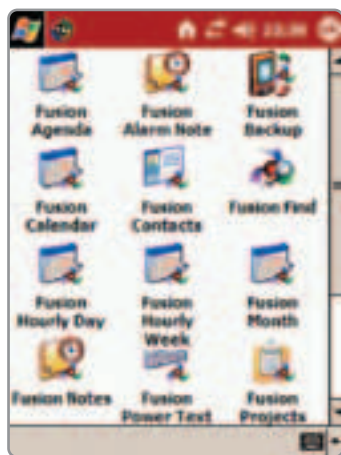 Fusion Fusion Fusion
Agenda Alarm Note Backup
Fusion Fusion Fusion Find
Calendar Contacts
Fusion Fusion Fusion
Hourly Day Hourly Month
Week
Fusion Notes Fusion Fusion
Power Text Projects